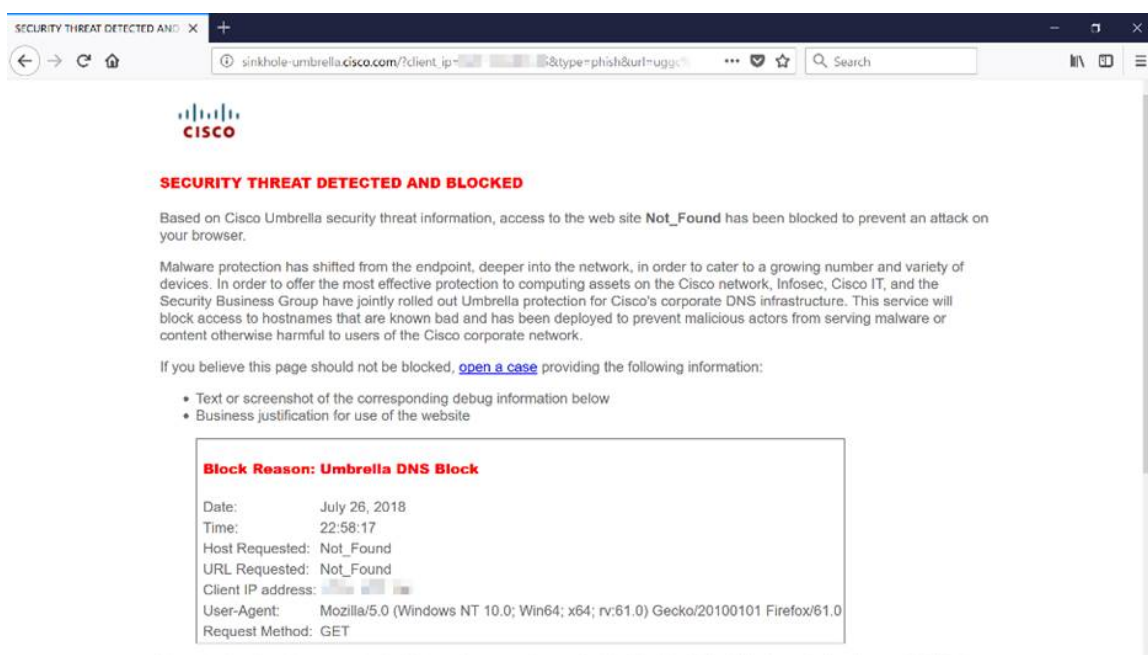 SECURITY THREAT DETECTED AND
sinkhole-umbrella.cisco.com/?client_ip= &type=phish&url=uggc%
Search
CISCO
SECURITY THREAT DETECTED AND BLOCKED
Based on Cisco Umbrella security threat information, access to the web site Not_Found has been blocked to prevent an attack on
your browser.
Malware protection has shifted from the endpoint, deeper into the network, in order to cater to a growing number and variety of
devices. In order to offer the most effective protection to computing assets on the Cisco network, Infosec, Cisco IT, and the
Security Business Group have jointly rolled out Umbrella protection for Cisco's corporate DNS infrastructure. This service will
block access to hostnames that are known bad and has been deployed to prevent malicious actors from serving malware or
content otherwise harmful to users of the Cisco corporate network.
If you believe this page should not be blocked, open a case providing the following information:
• Text or screenshot of the corresponding debug information below
• Business justification for use of the website
Block Reason: Umbrella DNS Block
Date: July 26, 2018
Time: 22:58:17
Host Requested: Not_Found
URL Requested: Not_Found
Client IP address:
User-Agent: Mozilla/5.0 (Windows NT 10.0; Win64; x64; rv:61.0) Gecko/20100101 Firefox/61.0
Request Method: GET